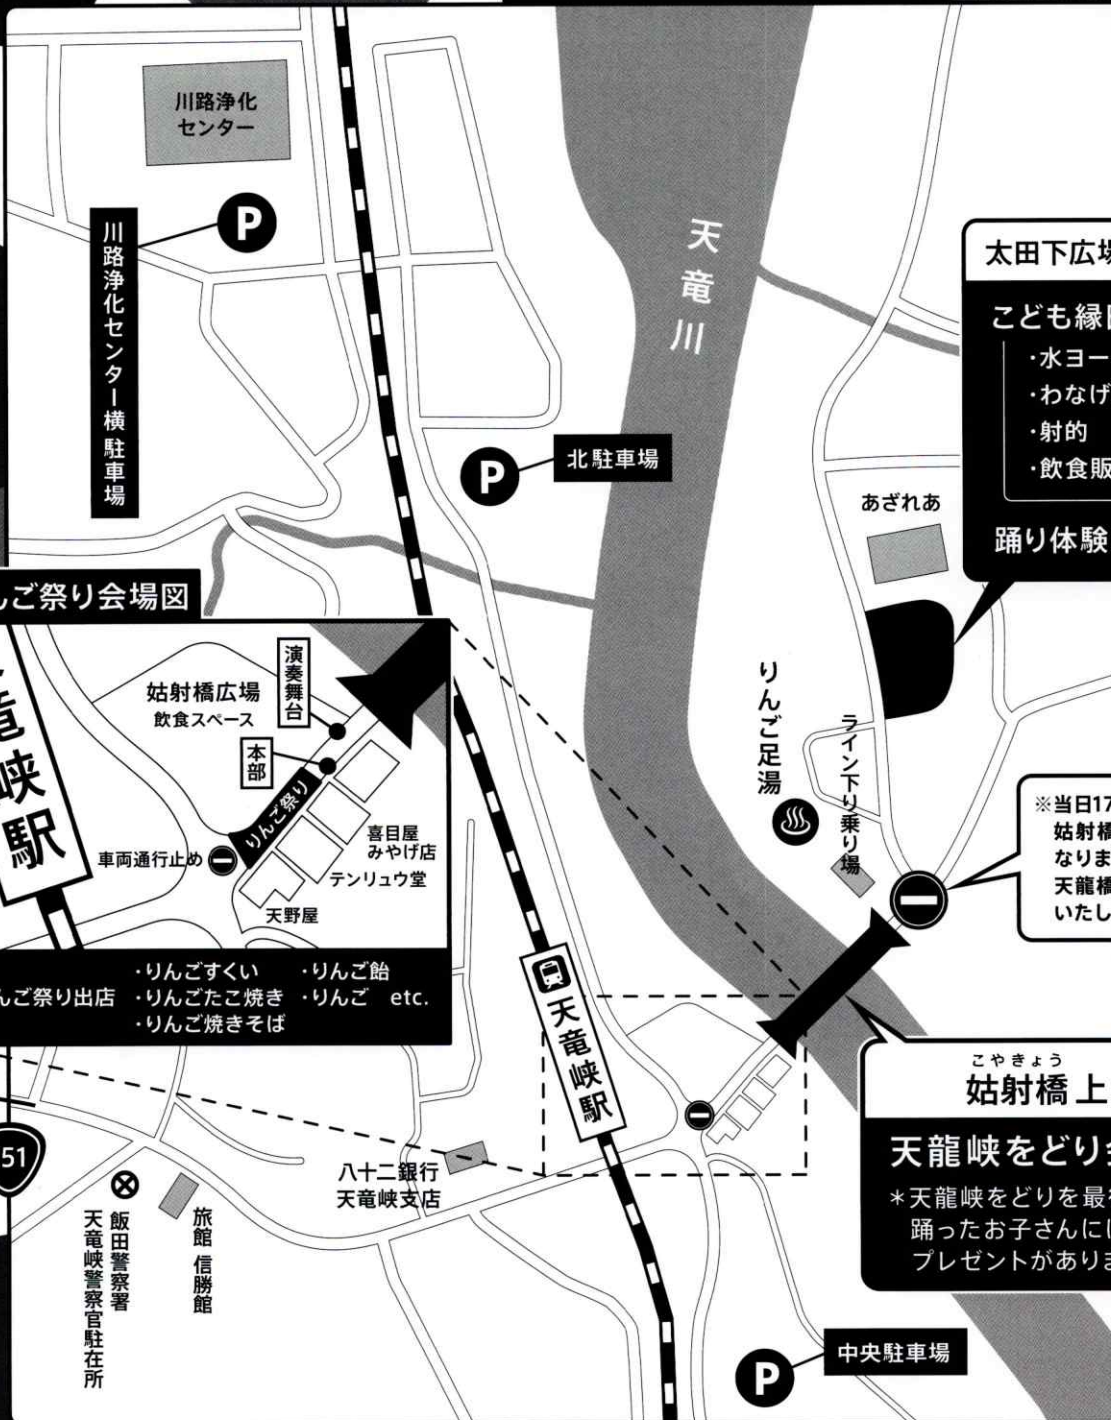 川路浄化
センター
P
川路浄化センター横 駐車場
天竜川
P
北駐車場
太田下広場
こども縁
・水ヨー
・わなげ
・射的
・飲食販
踊り体験
あざれあ
んご祭り会場図
竜峡駅
姑射橋広場
飲食スペース
演奏舞台
本部
りんご祭り
車両通行止め
喜目屋
みやげ店
テンリュウ堂
天野屋
んご祭り出店
・りんごすくい
・りんご飴
・りんごたこ焼き
・りんご etc.
・りんご焼きそば
りんご足湯
ライン下り乗り場
※当日17
姑射橋
なりま
天龍橋
いたし
天竜峡駅
こやきょう
姑射橋上
天龍峡をどり
*天龍峡をどりを最
踊ったお子さんに
プレゼントがありま
51
八十二銀行
天竜峡支店
飯田警察署
天竜峡警察官駐在所
旅館 信勝館
P
中央駐車場